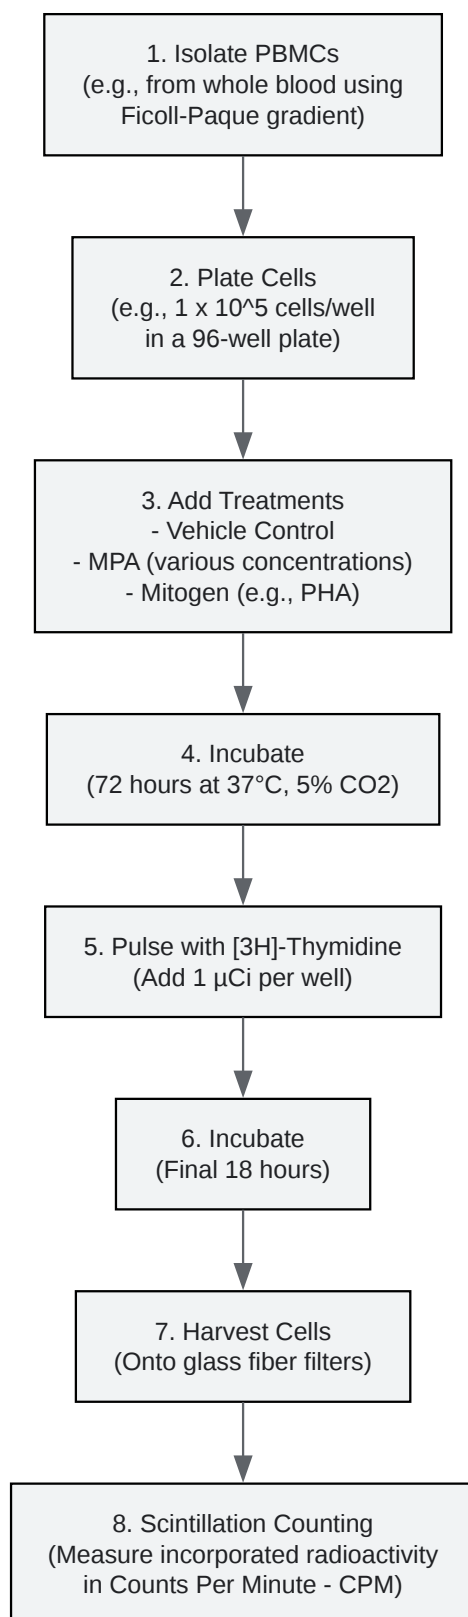 1. Isolate PBMCs
(e.g., from whole blood using
Ficoll-Paque gradient)
2. Plate Cells
(e.g., 1 x 10^5 cells/well
in a 96-well plate)
3. Add Treatments
- Vehicle Control
- MPA (various concentrations)
- Mitogen (e.g., PHA)
4. Incubate
(72 hours at 37°C, 5% CO2)
5. Pulse with [3H]-Thymidine
(Add 1 µCi per well)
6. Incubate
(Final 18 hours)
7. Harvest Cells
(Onto glass fiber filters)
8. Scintillation Counting
(Measure incorporated radioactivity
in Counts Per Minute - CPM)